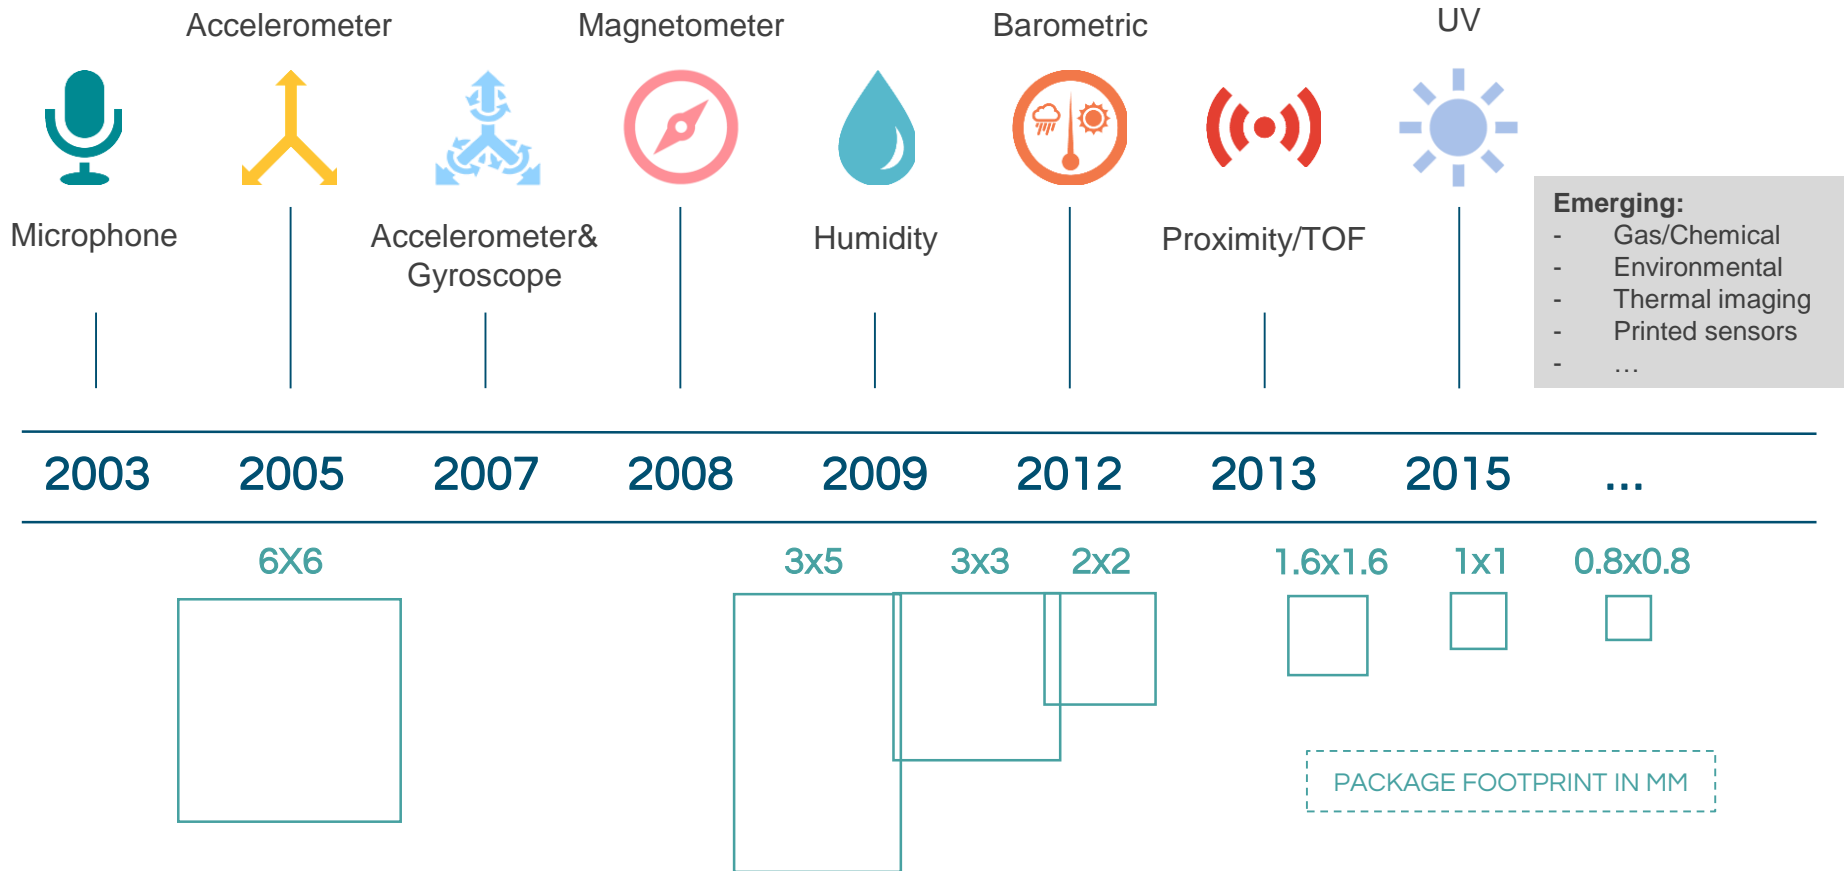 Accelerometer
Magnetometer
Barometric
UV
Microphone
Accelerometer&
Gyroscope
Humidity
Proximity/TOF
Emerging:
- Gas/Chemical
- Environmental
- Thermal imaging
- Printed sensors
- …
2003 2005 2007 2008 2009 2012 2013 2015 ...
6X6 3x5 3x3 2x2 1.6x1.6 1x1 0.8x0.8
PACKAGE FOOTPRINT IN MM